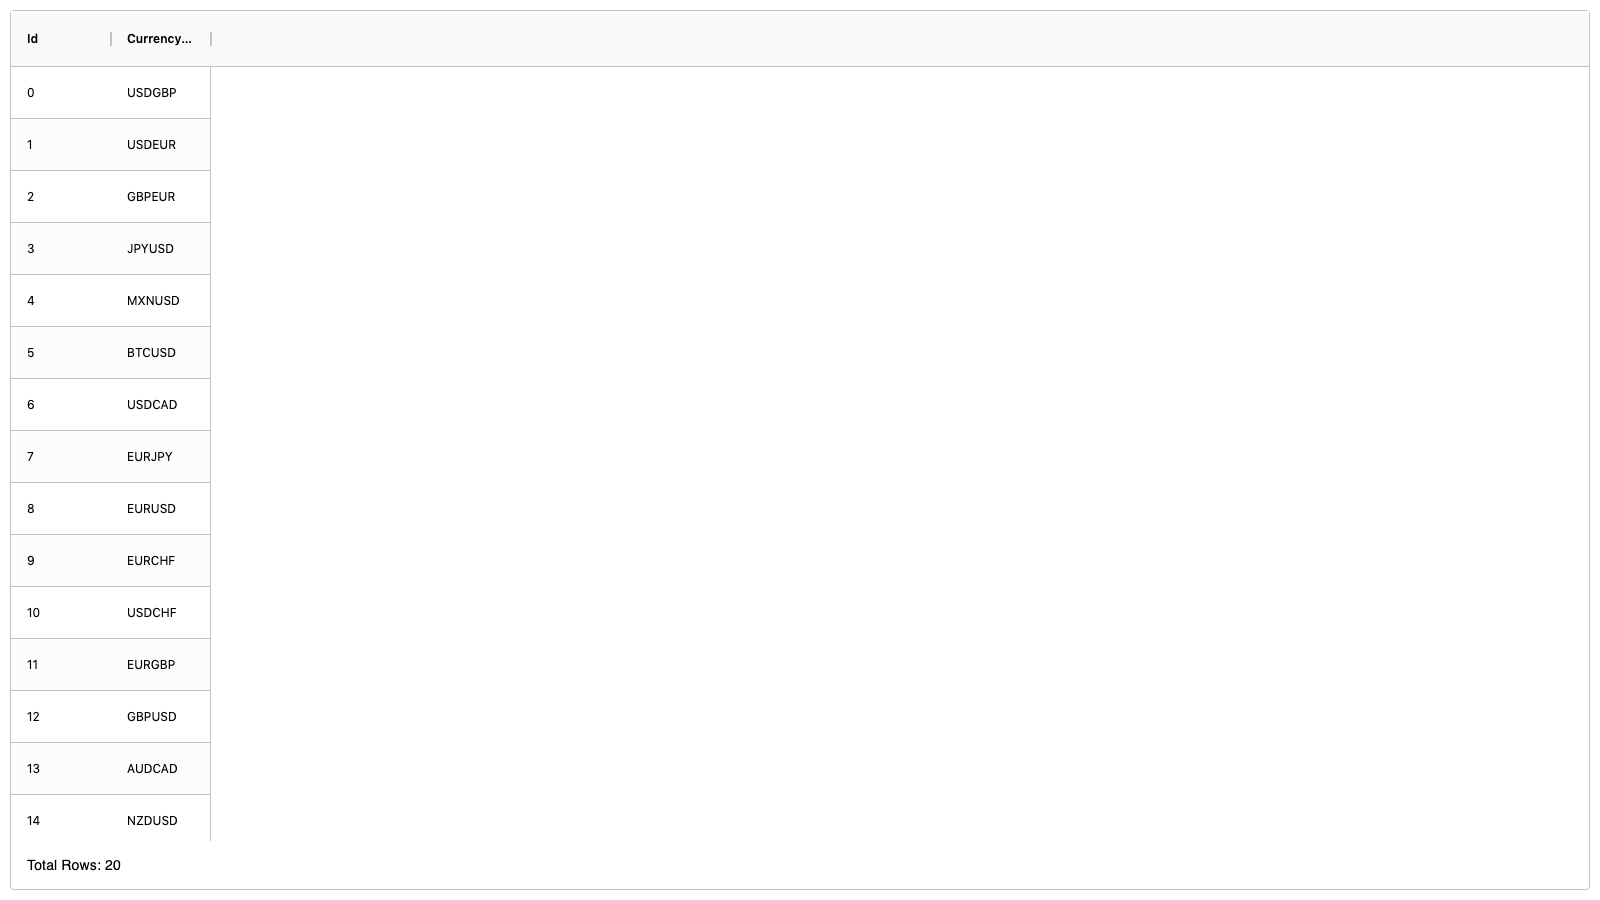 Id Currency...
0 USDGBP
1 USDEUR
2 GBPEUR
3 JPYUSD
4 MXNUSD
5 BTCUSD
6 USDCAD
7 EURJPY
8 EURUSD
9 EURCHF
10 USDCHF
11 EURGBP
12 GBPUSD
13 AUDCAD
14 NZDUSD
Total Rows: 20